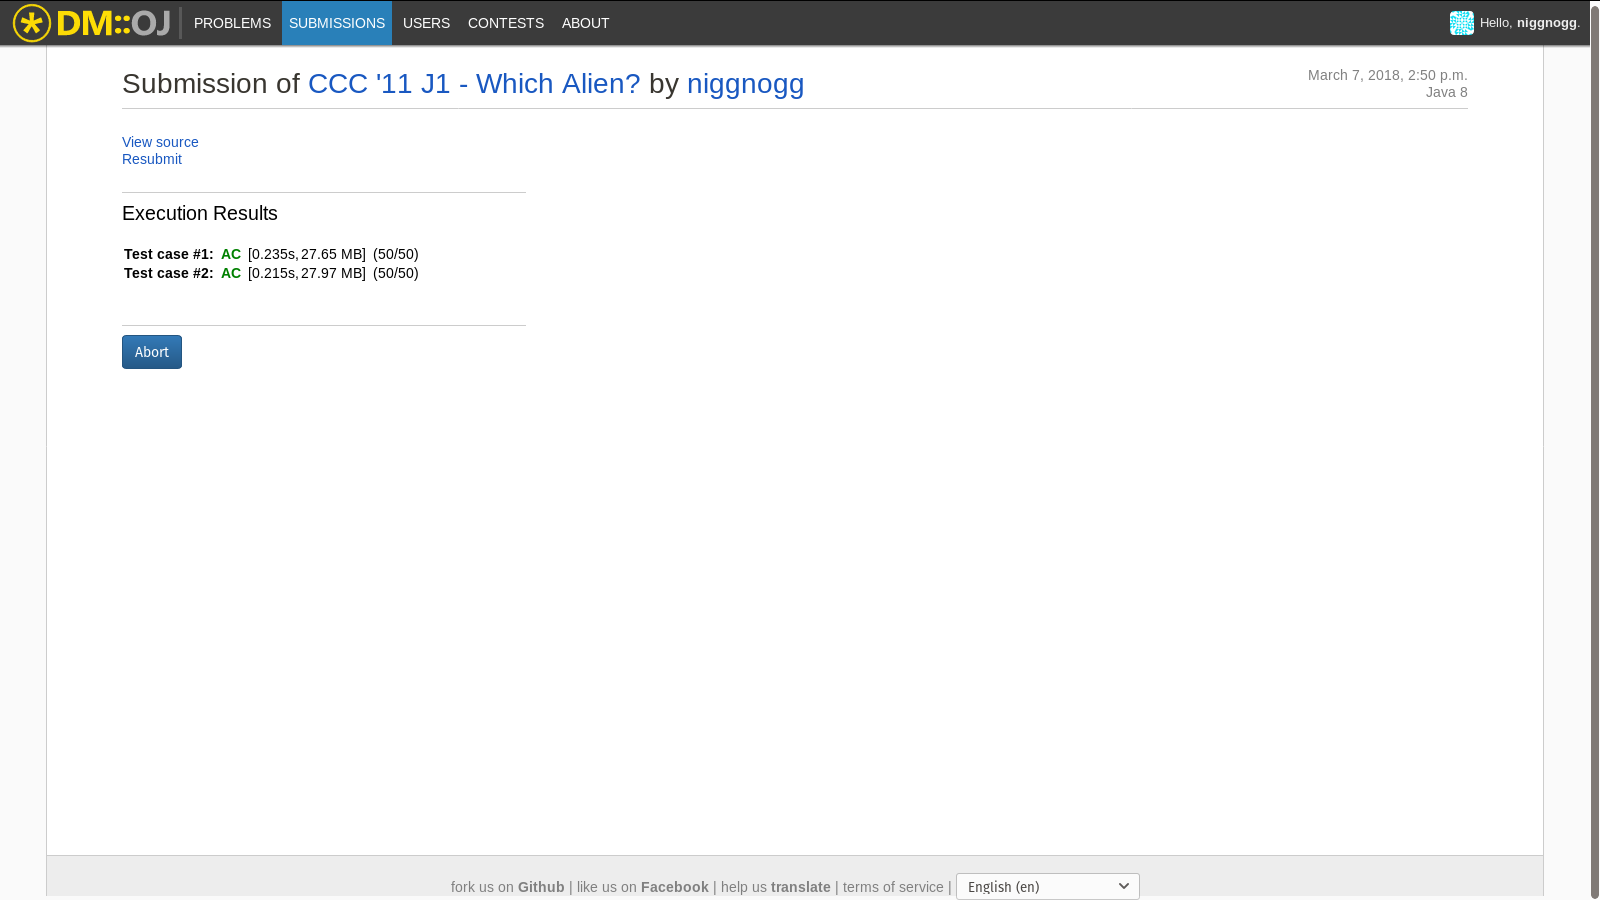 DM::OJ PROBLEMS SUBMISSIONS USERS CONTESTS ABOUT Hello, niggnogg.
Submission of CCC '11 J1 - Which Alien? by niggnogg
March 7, 2018, 2:50 p.m.
Java 8
View source
Resubmit
Execution Results
Test case #1: AC [0.235s, 27.65 MB] (50/50)
Test case #2: AC [0.215s, 27.97 MB] (50/50)
Abort
fork us on Github | like us on Facebook | help us translate | terms of service | English (en)